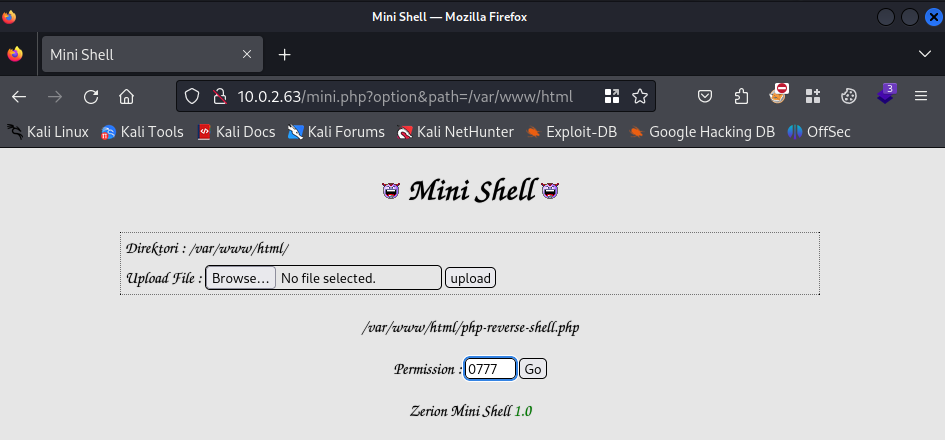 Mini Shell — Mozilla Firefox
Mini Shell
10.0.2.63/mini.php?option&path=/var/www/html
3
Kali Linux Kali Tools Kali Docs Kali Forums Kali NetHunter Exploit-DB Google Hacking DB OffSec
Mini Shell
Direktori : /var/www/html/
Upload File : Browse... No file selected. upload
/var/www/html/php-reverse-shell.php
Permission : 0777 Go
Zerion Mini Shell 1.0